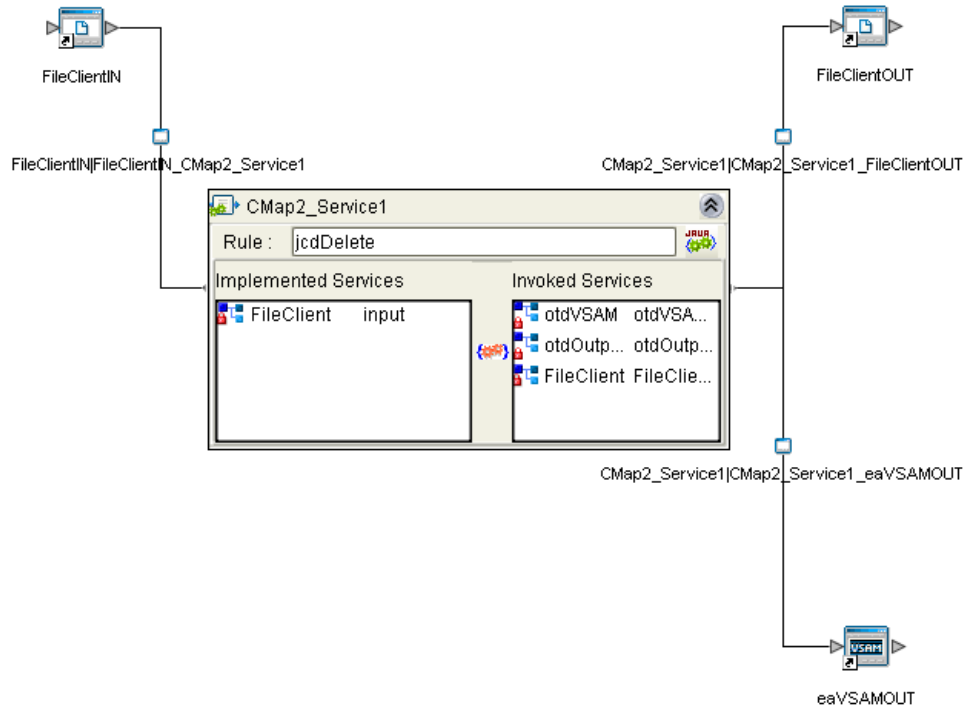 FileClientIN
FileClientOUT
FileClientIN|FileClientIN_CMap2_Service1
CMap2_Service1|CMap2_Service1_FileClientOUT
CMap2_Service1
Rule : jcdDelete
JAVA
Implemented Services
Invoked Services
FileClient input
otdVSAM otdVSA...
otdOutp... otdOutp...
FileClient FileClie...
CMap2_Service1|CMap2_Service1_eaVSAMOUT
VSAM
eaVSAMOUT